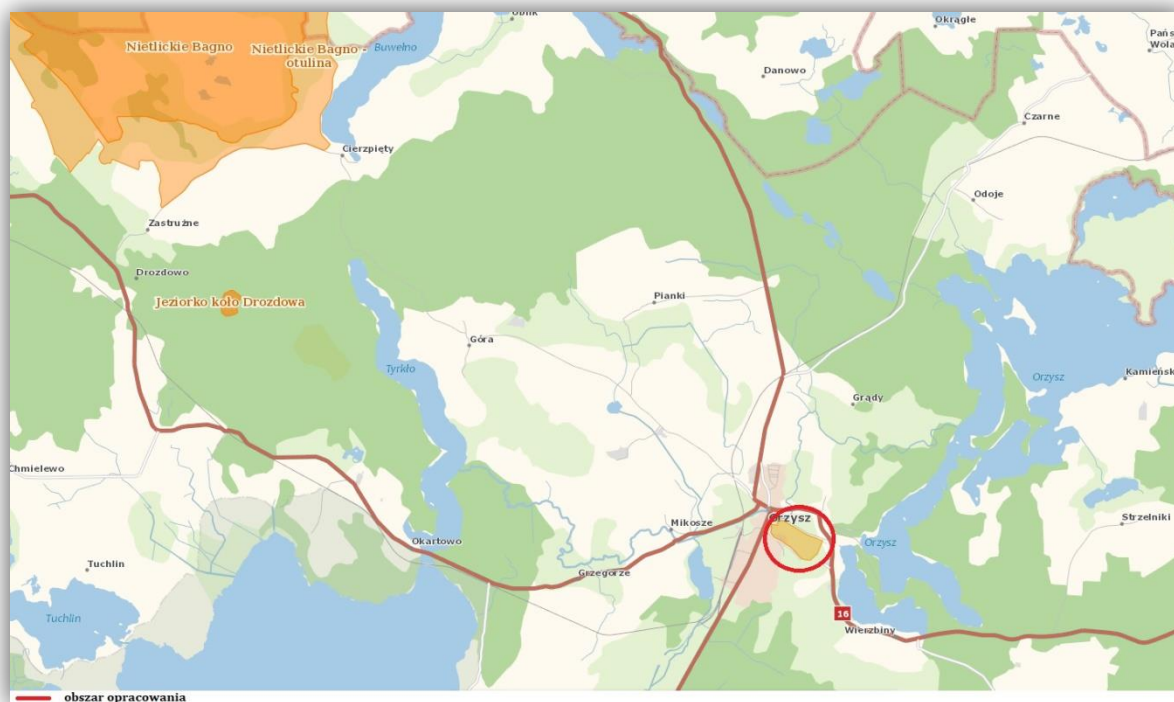 Okrągłe
Nietlickie Bagno
Nietlickie Bagno -
otulina
Buwełno
Pańs
Wola
Danowo
Czarne
Cierzpięty
Odoje
Zastrużne
Drozdowo
Jeziorko koło Drozdowa
Pianki
Góra
Tyrkło
Orzysz
Kamieńsk
Grądy
Chmielewo
Orzysz
Strzelniki
Mikosze
Okartowo
Orzysz
Grzegorze
Tuchlin
Tuchlin
16
Wierzbiny
obszar opracowania